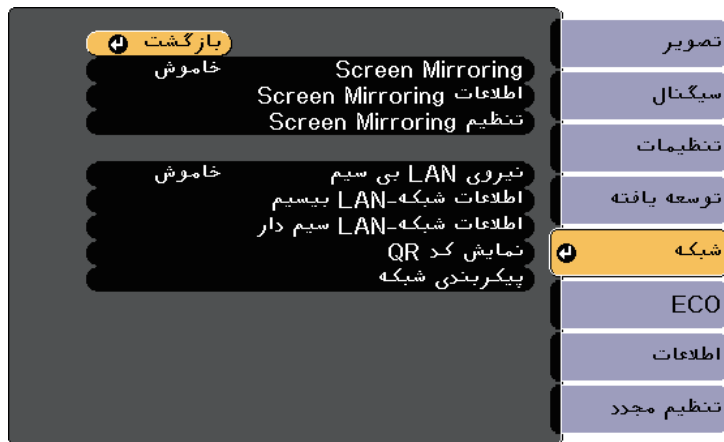 تصویر
سیگنال
تنظیمات
توسعه یافته
شبکه
ECO
اطلاعات
تنظیم مجدد
بازگشت
Screen Mirroring خاموش
اطلاعات Screen Mirroring
تنظیم Screen Mirroring
نیروی LAN بی سیم خاموش
اطلاعات شبکه-LAN بیسیم
اطلاعات شبکه-LAN سیم دار
نمایش کد QR
پیکربندی شبکه